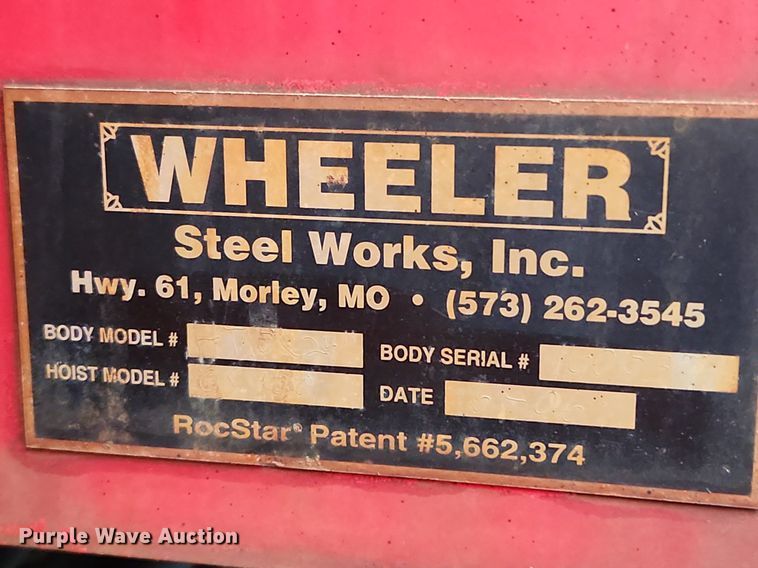 WHEELER
Steel Works, Inc.
Hwy. 61, Morley, MO • (573) 262-3545
BODY MODEL #
BODY SERIAL #
HOIST MODEL #
DATE
RocStar® Patent #5,662,374
Purple Wave Auction